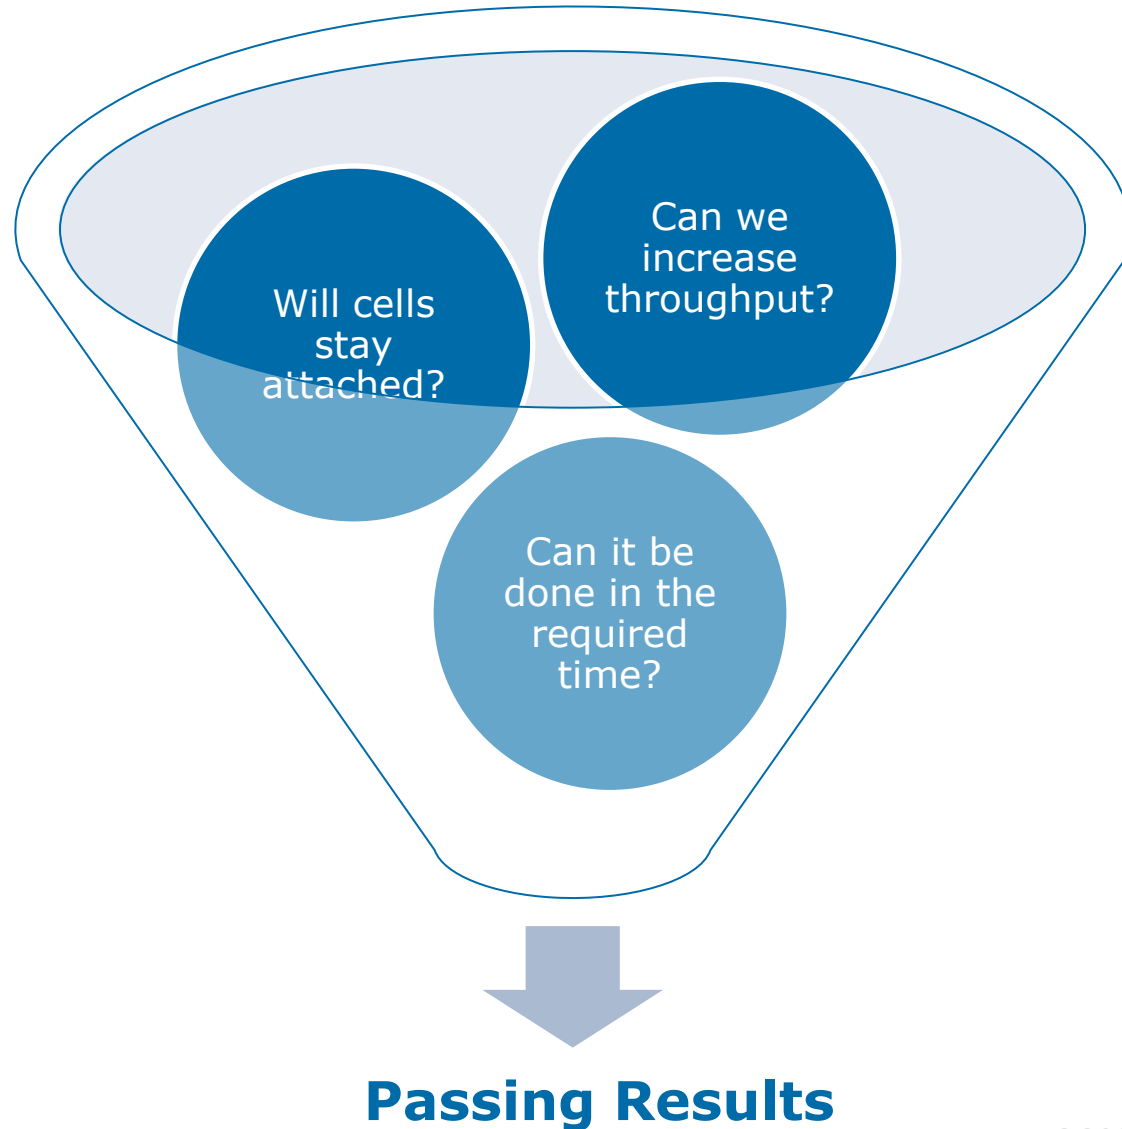 Can we
increase
throughput?
Will cells
stay
attached?
Can it be
done in the
required
time?
Passing Results